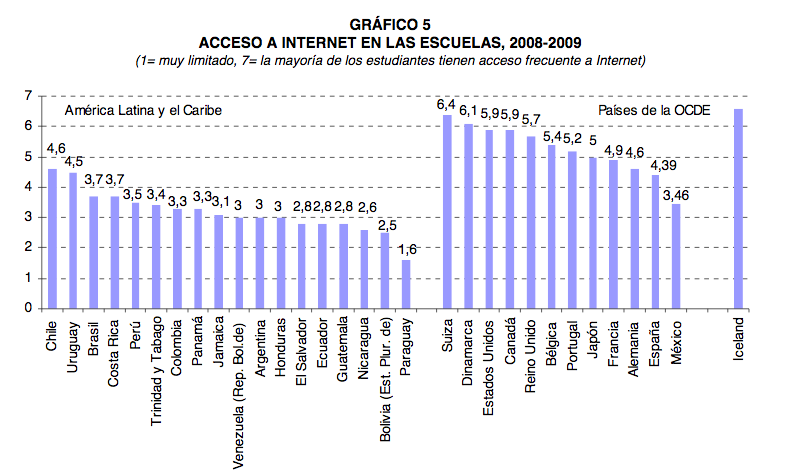 GRÁFICO 5
ACCESO A INTERNET EN LAS ESCUELAS, 2008-2009
(1= muy limitado, 7= la mayoría de los estudiantes tienen acceso frecuente a Internet)
7
6
5
4
3
2
1
0
América Latina y el Caribe
Países de la OCDE
4,6
4,5
3,7
3,7
3,5
3,4
3,3
3,3
3,1
3
3
3
2,8
2,8
2,8
2,6
2,5
1,6
6,4
6,1
5,9
5,9
5,7
5,4
5,2
5
4,9
4,6
4,39
3,46
Chile
Uruguay
Brasil
Costa Rica
Perú
Trinidad y Tabago
Colombia
Panamá
Jamaica
Venezuela (Rep. Bol.de)
Argentina
Honduras
El Salvador
Ecuador
Guatemala
Nicaragua
Bolivia (Est. Plur. de)
Paraguay
Suiza
Dinamarca
Estados Unidos
Canadá
Reino Unido
Bélgica
Portugal
Japón
Francia
Alemania
España
México
Iceland